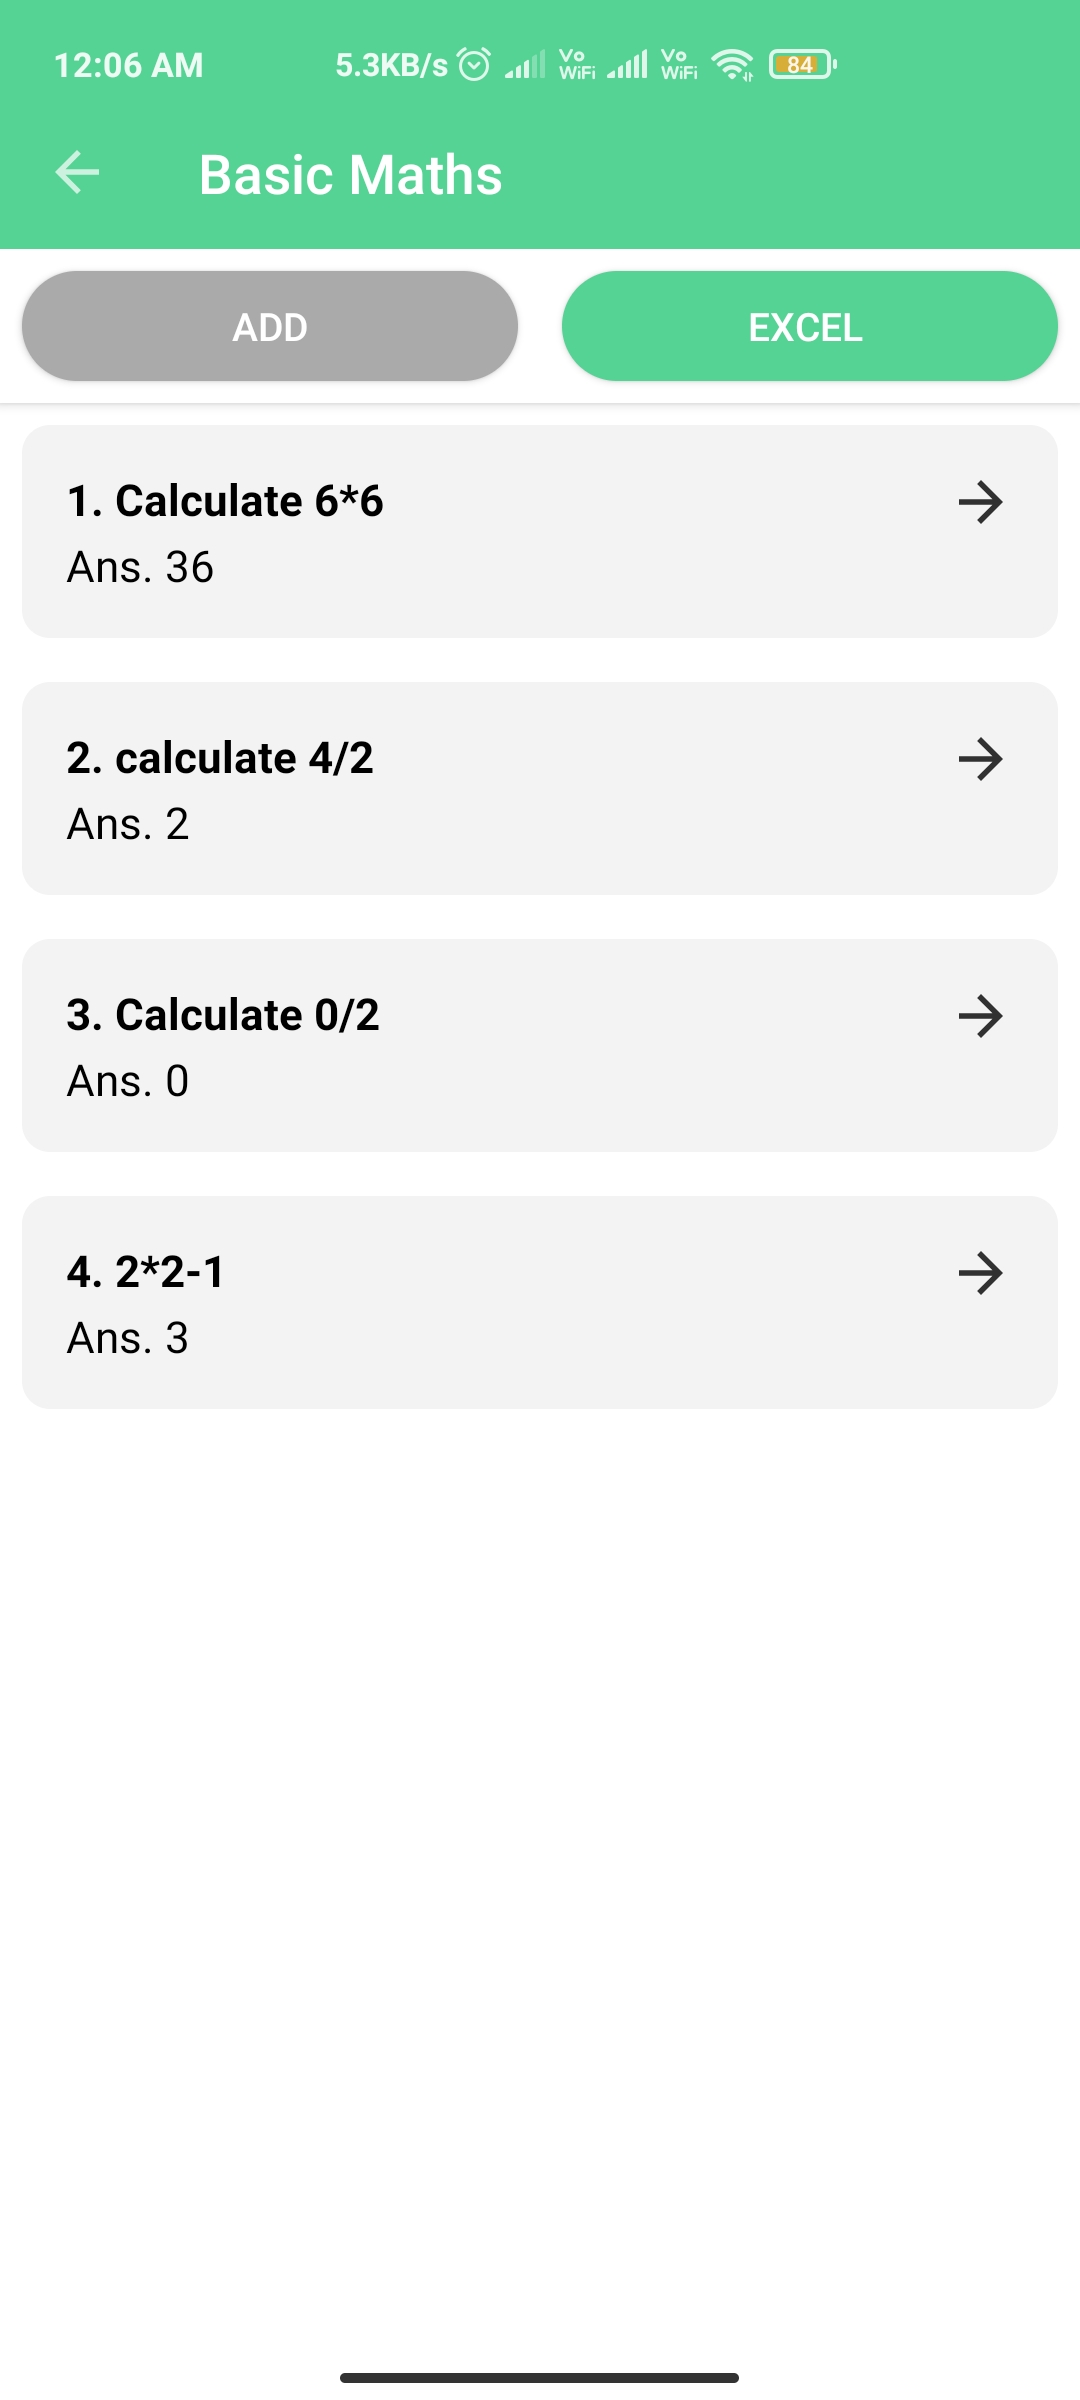 12:06 AM 5.3KB/s Vo WiFi Vo WiFi 84
Basic Maths
ADD EXCEL
1. Calculate 6*6
Ans. 36
2. calculate 4/2
Ans. 2
3. Calculate 0/2
Ans. 0
4. 2*2-1
Ans. 3